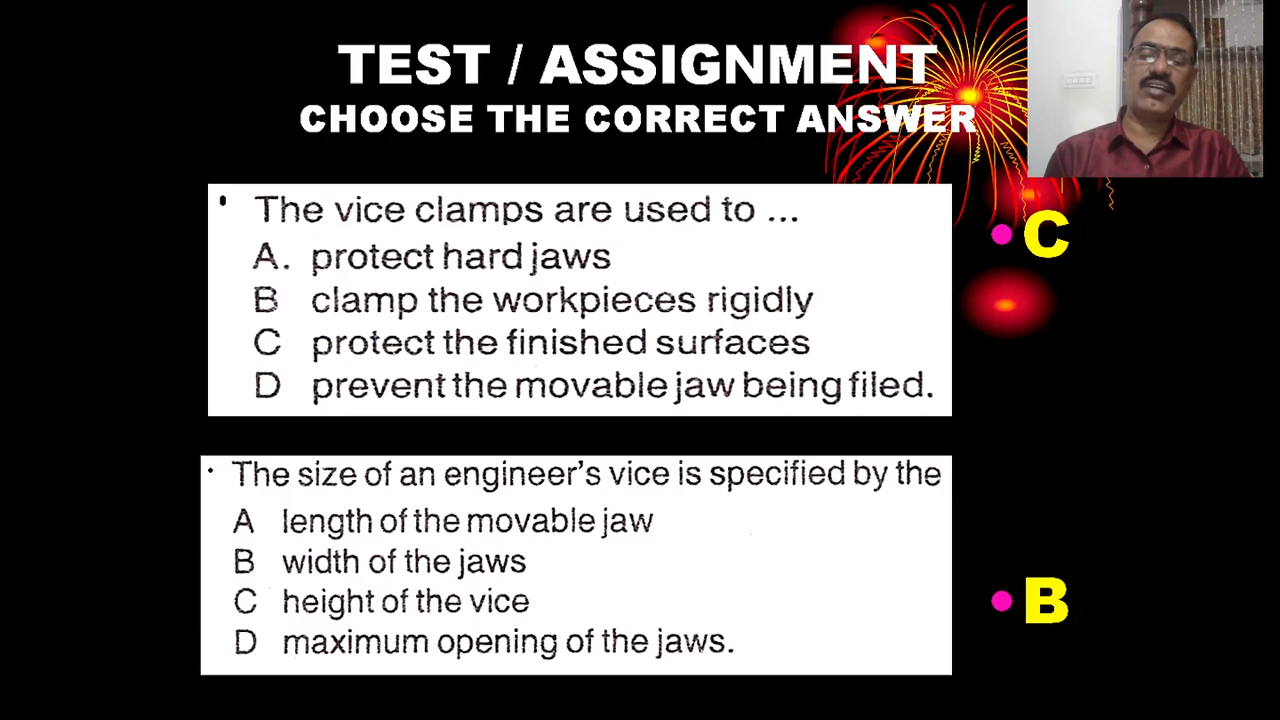 TEST / ASSIGNMENT
CHOOSE THE CORRECT ANSWER
• The vice clamps are used to ...
A. protect hard jaws
B clamp the workpieces rigidly
C protect the finished surfaces
D prevent the movable jaw being filed.
• C
• The size of an engineer's vice is specified by the
A length of the movable jaw
B width of the jaws
C height of the vice
D maximum opening of the jaws.
• B